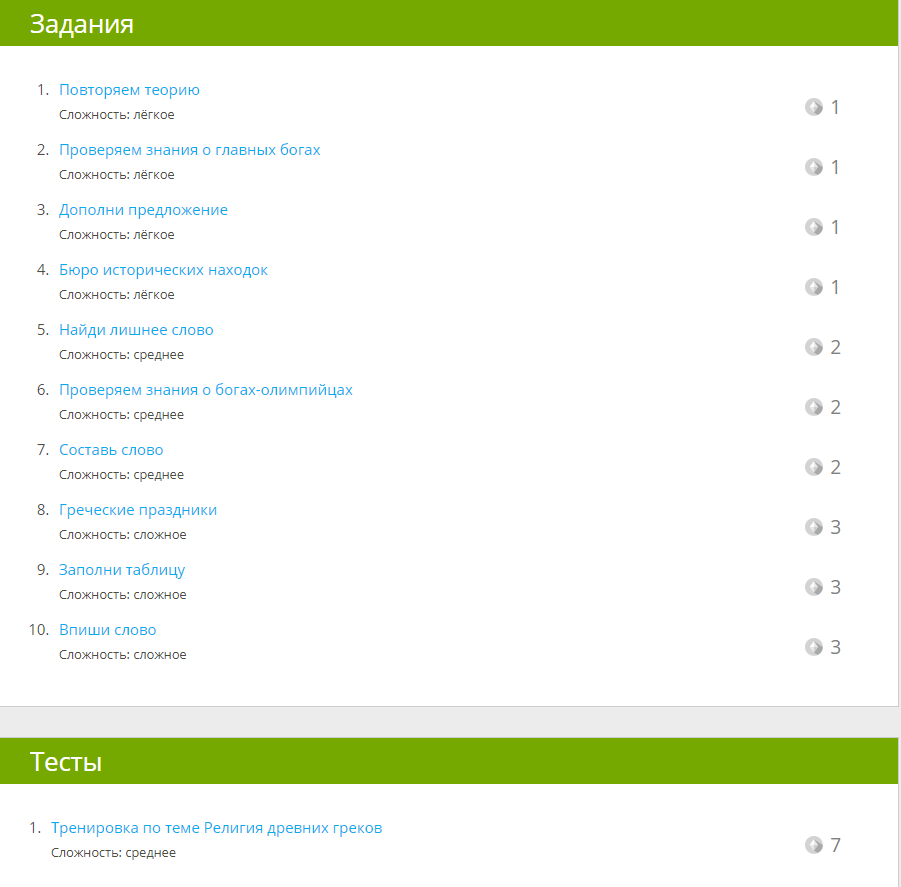 Задания
1. Повторяем теорию
Сложность: лёгкое
1
2. Проверяем знания о главных богах
Сложность: лёгкое
1
3. Дополни предложение
Сложность: лёгкое
1
4. Бюро исторических находок
Сложность: лёгкое
1
5. Найди лишнее слово
Сложность: среднее
2
6. Проверяем знания о богах-олимпийцах
Сложность: среднее
2
7. Составь слово
Сложность: среднее
2
8. Греческие праздники
Сложность: сложное
3
9. Заполни таблицу
Сложность: сложное
3
10. Впиши слово
Сложность: сложное
3
Тесты
1. Тренировка по теме Религия древних греков
Сложность: среднее
7